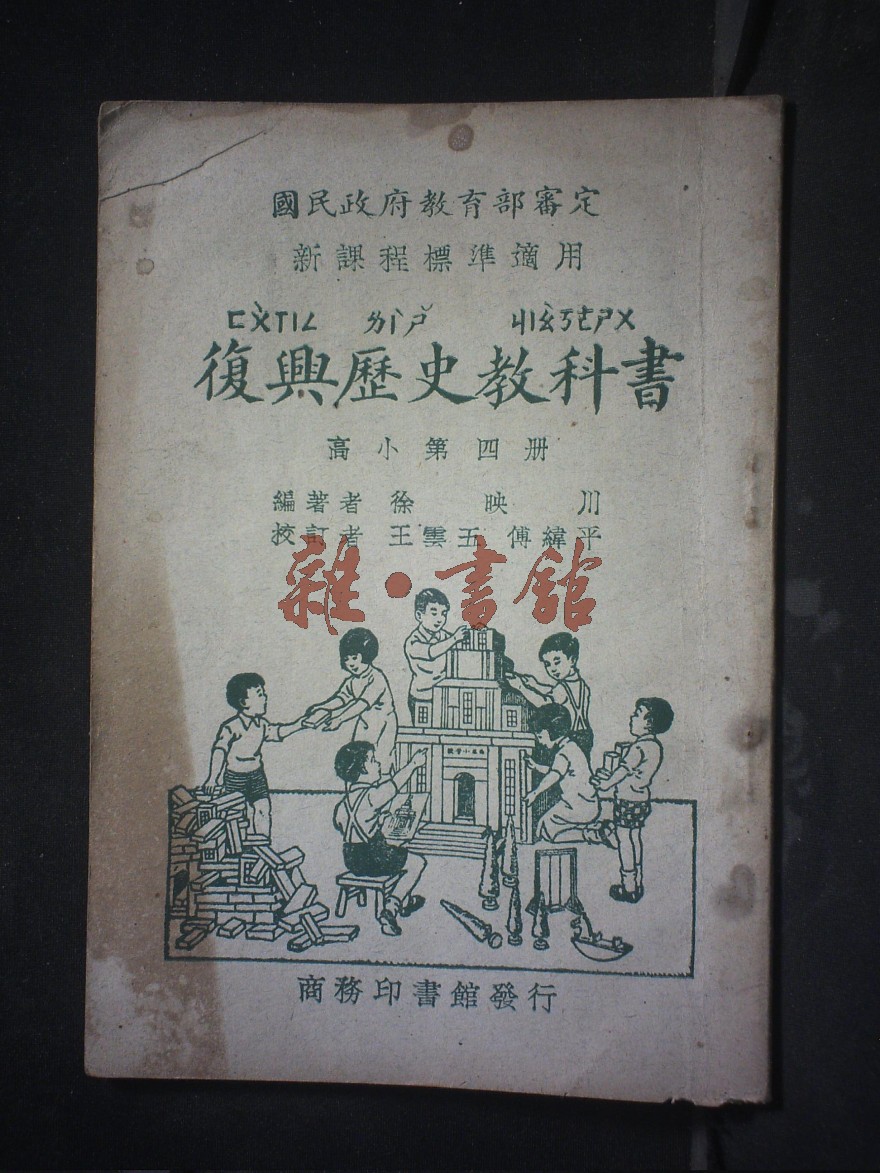 國民政府教育部審定
新課程標準適用
ㄈㄨˋㄒㄧㄥ ㄌㄧˋㄕˇ ㄐㄧㄠˋㄎㄜㄕㄨ
復興歷史教科書
高小第四册
編著者 徐映川
校訂者 王雲五 傅緯平
雜·書館
商務印書館發行